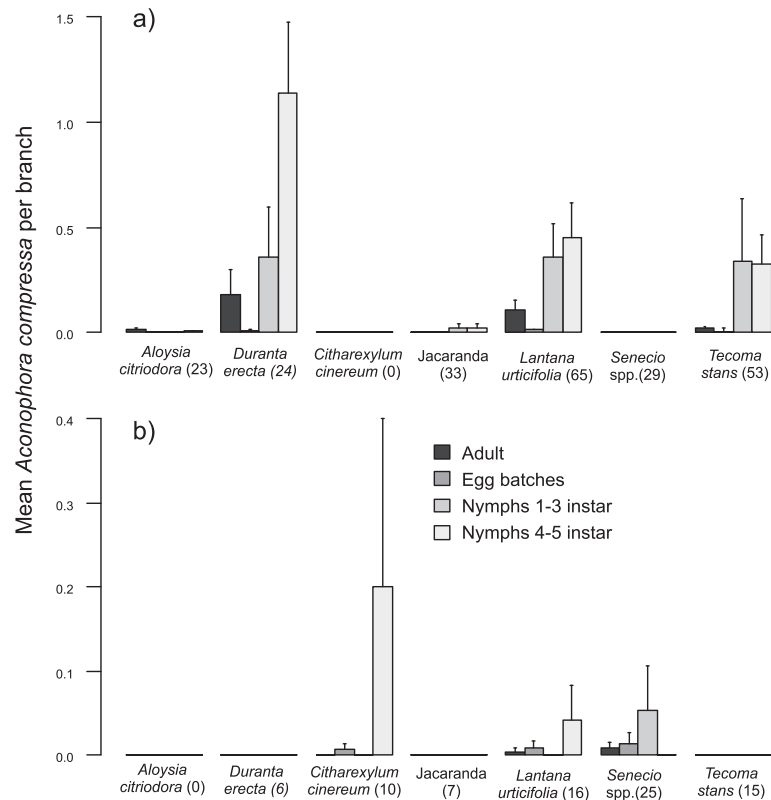 Mean Aconophora compressa per branch
a)
1.5
1.0
0.5
0.0
Aloysia
citriodora (23)
Duranta
erecta (24)
Citharexylum
cinereum (0)
Jacaranda
(33)
Lantana
urticifolia (65)
Senecio
spp.(29)
Tecoma
stans (53)
b)
0.4
0.3
0.2
0.1
0.0
Adult
Egg batches
Nymphs 1-3 instar
Nymphs 4-5 instar
Aloysia
citriodora (0)
Duranta
erecta (6)
Citharexylum
cinereum (10)
Jacaranda
(7)
Lantana
urticifolia (16)
Senecio
spp.(25)
Tecoma
stans (15)